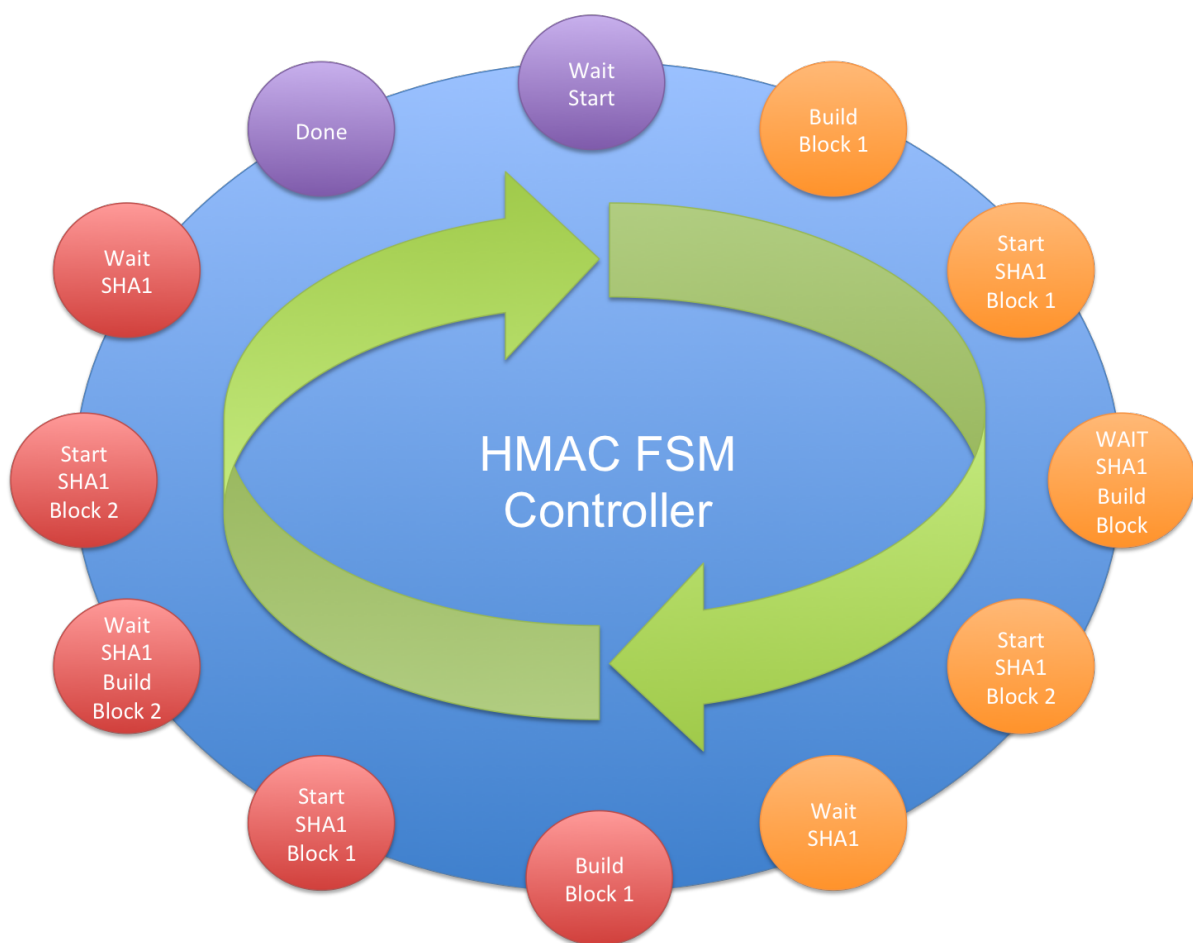 Wait
Start
Build
Block 1
Start
SHA1
Block 1
WAIT
SHA1
Build
Block
Start
SHA1
Block 2
Wait
SHA1
Build
Block 1
Start
SHA1
Block 1
Wait
SHA1
Build
Block 2
Start
SHA1
Block 2
Wait
SHA1
Done
HMAC FSM
Controller